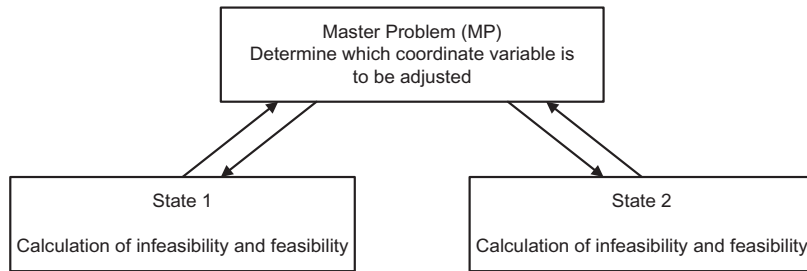 Master Problem (MP)
Determine which coordinate variable is
to be adjusted
State 1
Calculation of infeasibility and feasibility
State 2
Calculation of infeasibility and feasibility